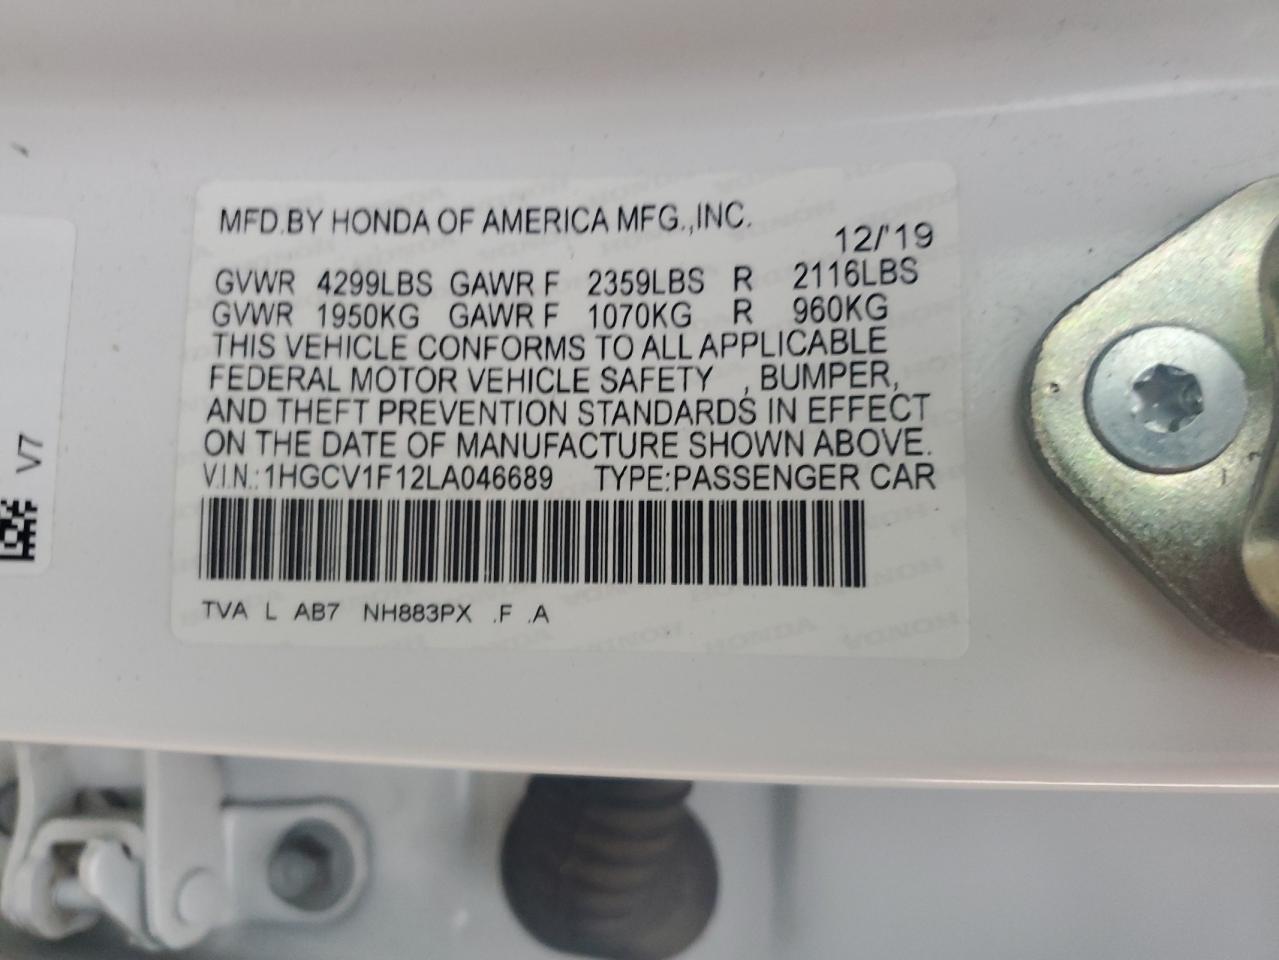 MFD.BY HONDA OF AMERICA MFG.,INC.
12/'19
GVWR 4299LBS GAWR F 2359LBS R 2116LBS
GVWR 1950KG GAWR F 1070KG R 960KG
THIS VEHICLE CONFORMS TO ALL APPLICABLE
FEDERAL MOTOR VEHICLE SAFETY , BUMPER,
AND THEFT PREVENTION STANDARDS IN EFFECT
ON THE DATE OF MANUFACTURE SHOWN ABOVE.
V.I.N.:1HGCV1F12LA046689 TYPE:PASSENGER CAR
TVA L AB7 NH883PX .F .A
V7